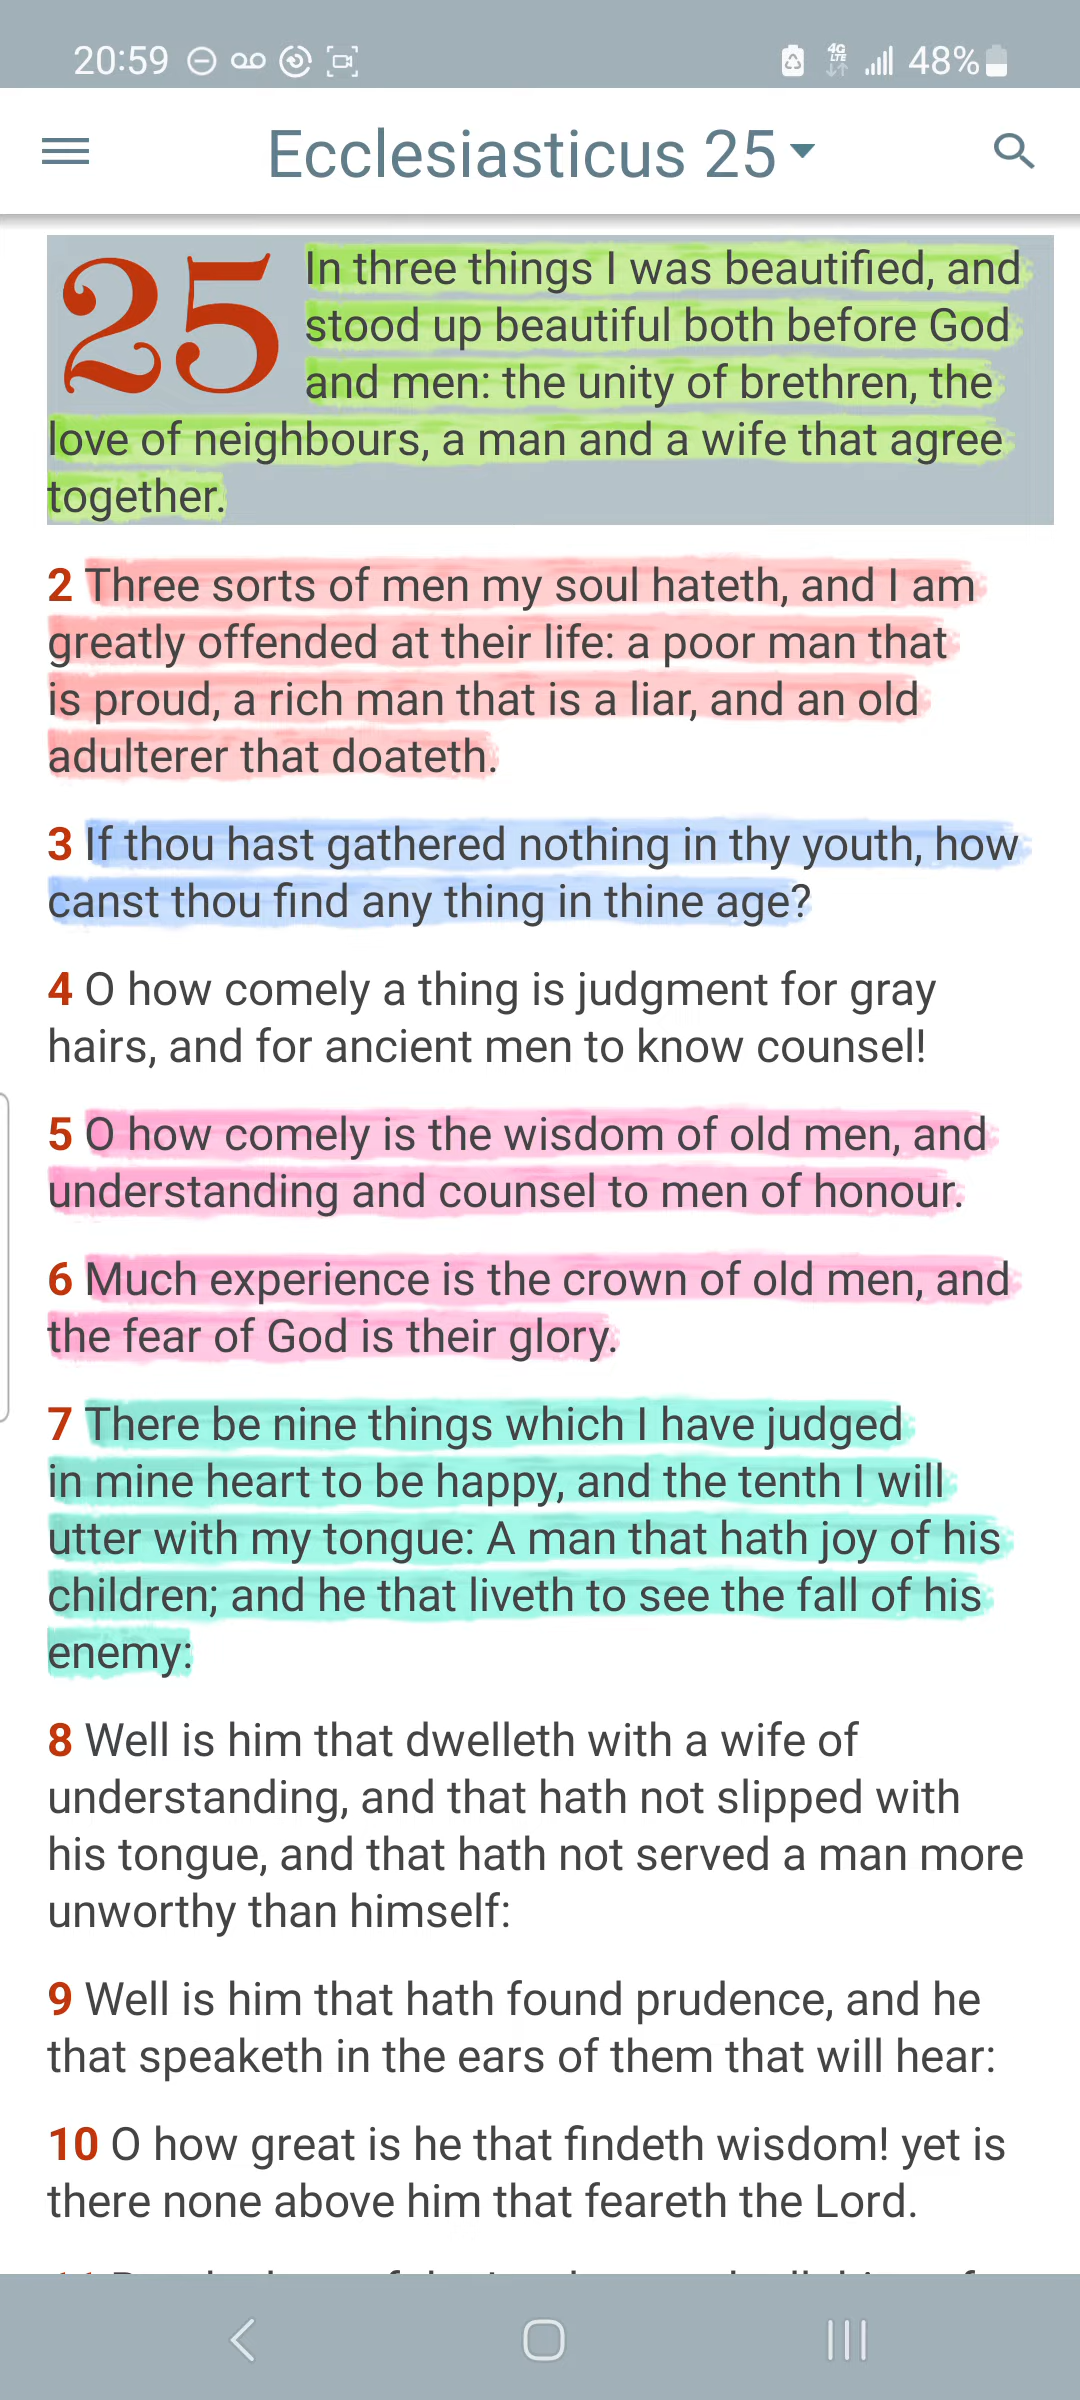 20:59 4G LTE 48%
Ecclesiasticus 25
25 In three things I was beautified, and
stood up beautiful both before God
and men: the unity of brethren, the
love of neighbours, a man and a wife that agree
together.
2 Three sorts of men my soul hateth, and I am
greatly offended at their life: a poor man that
is proud, a rich man that is a liar, and an old
adulterer that doateth.
3 If thou hast gathered nothing in thy youth, how
canst thou find any thing in thine age?
4 O how comely a thing is judgment for gray
hairs, and for ancient men to know counsel!
5 O how comely is the wisdom of old men, and
understanding and counsel to men of honour.
6 Much experience is the crown of old men, and
the fear of God is their glory.
7 There be nine things which I have judged
in mine heart to be happy, and the tenth I will
utter with my tongue: A man that hath joy of his
children; and he that liveth to see the fall of his
enemy:
8 Well is him that dwelleth with a wife of
understanding, and that hath not slipped with
his tongue, and that hath not served a man more
unworthy than himself:
9 Well is him that hath found prudence, and he
that speaketh in the ears of them that will hear:
10 O how great is he that findeth wisdom! yet is
there none above him that feareth the Lord.